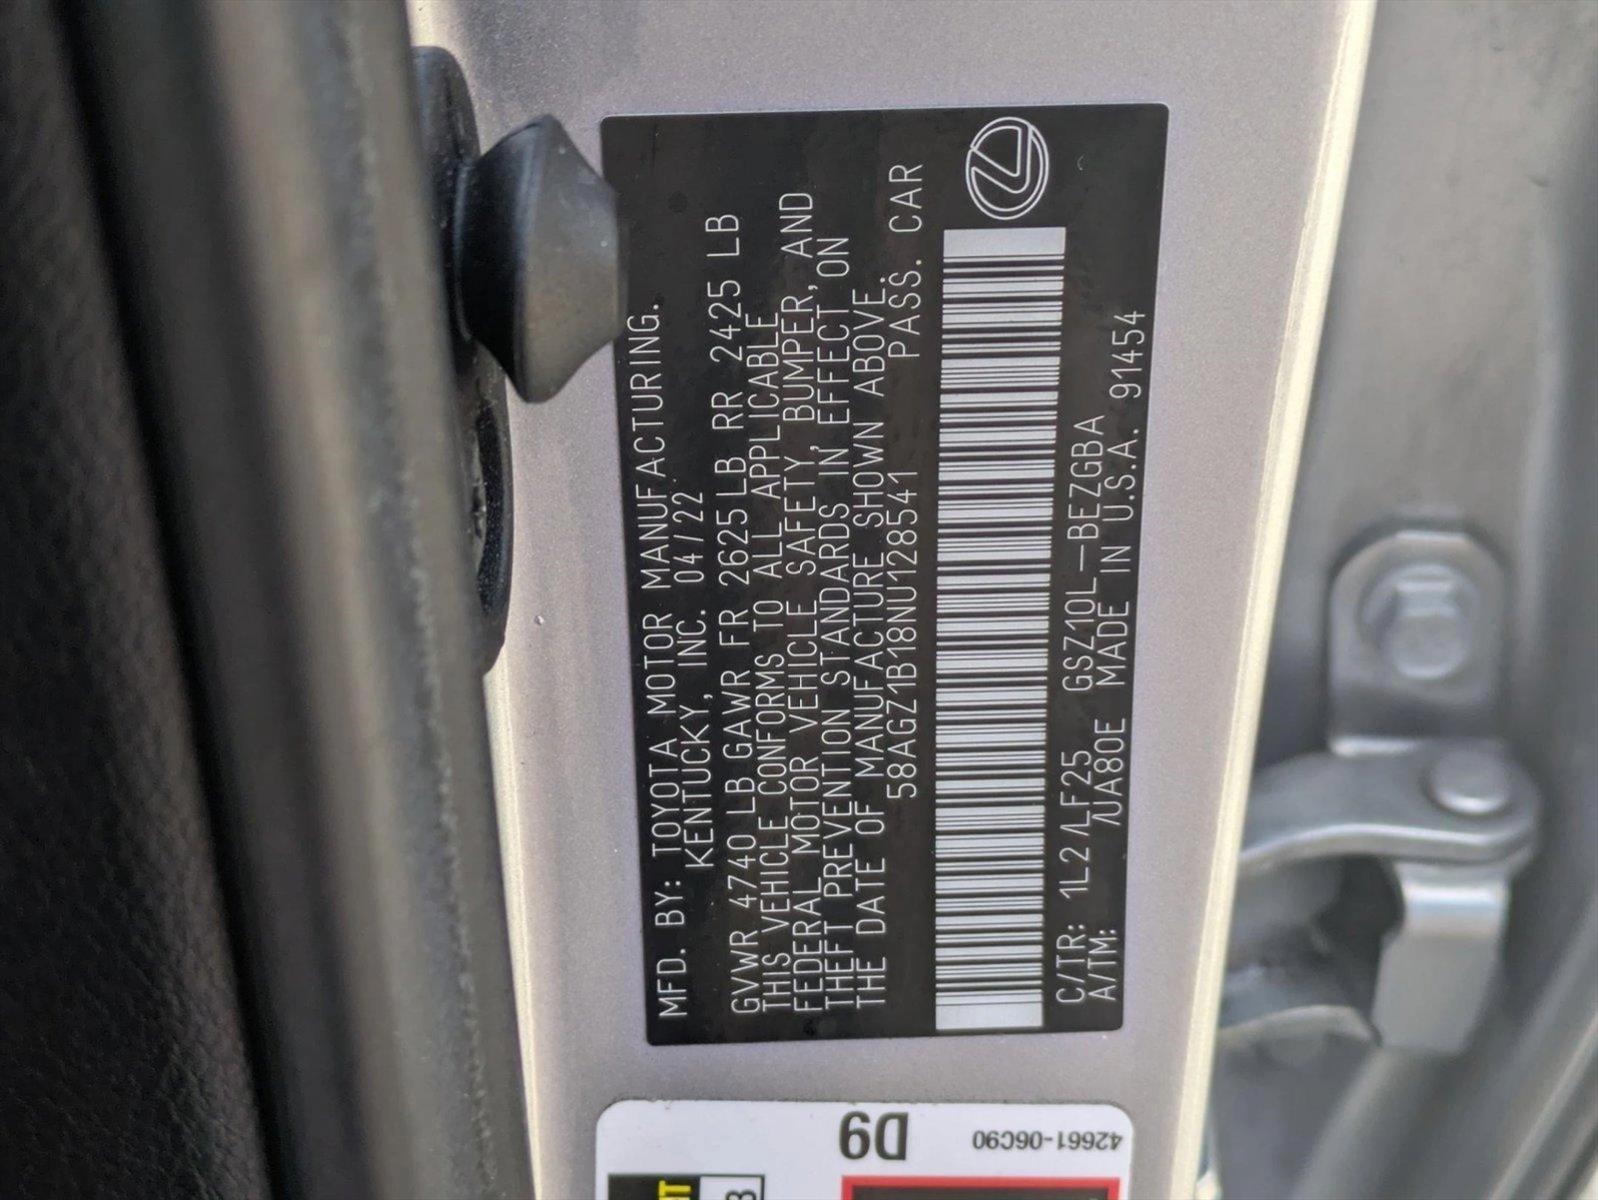 MFD. BY: TOYOTA MOTOR MANUFACTURING.
KENTUCKY, INC. 04/22
GVWR 4740 LB GAWR FR 2625 LB RR 2425 LB
THIS VEHICLE CONFORMS TO ALL APPLICABLE
FEDERAL MOTOR VEHICLE SAFETY, BUMPER, AND
THEFT PREVENTION STANDARDS IN EFFECT ON
THE DATE OF MANUFACTURE SHOWN ABOVE.
58AGZ1B18NU128541 PASS. CAR
C/TR: 1L2/LF25 GSZ10L-BEZGBA
A/TM: /UA80E MADE IN U.S.A. 91454
D9
42661-06C90